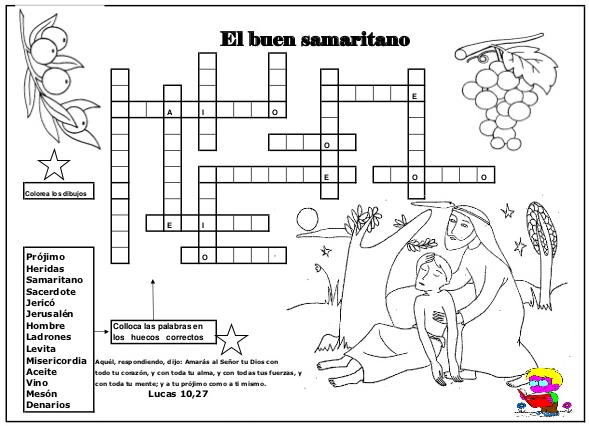 El buen samaritano
E
A I O
O
E O O
E I
O
Colorea los dibujos
Prójimo
Heridas
Samaritano
Sacerdote
Jericó
Jerusalén
Hombre
Ladrones
Levita
Misericordia
Aceite
Vino
Mesón
Denarios
Colloca las palabras en
los huecos correctos
Aquél, respondiendo, dijo: Amarás al Señor tu Dios con
todo tu corazón, y con toda tu alma, y con todas tus fuerzas, y
con toda tu mente; y a tu prójimo como a ti mismo.
Lucas 10,27